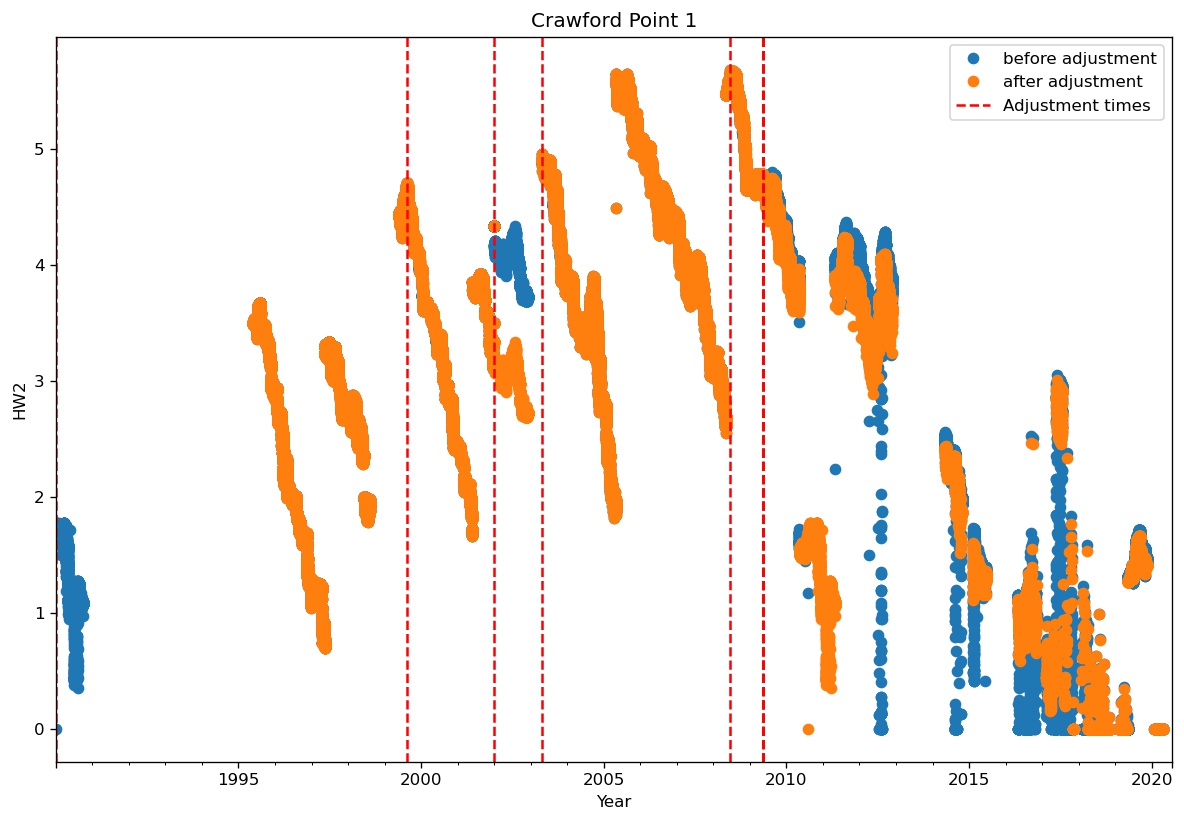 Crawford Point 1
before adjustment
after adjustment
Adjustment times
HW2
5
4
3
2
1
0
1995
2000
2005
2010
2015
2020
Year